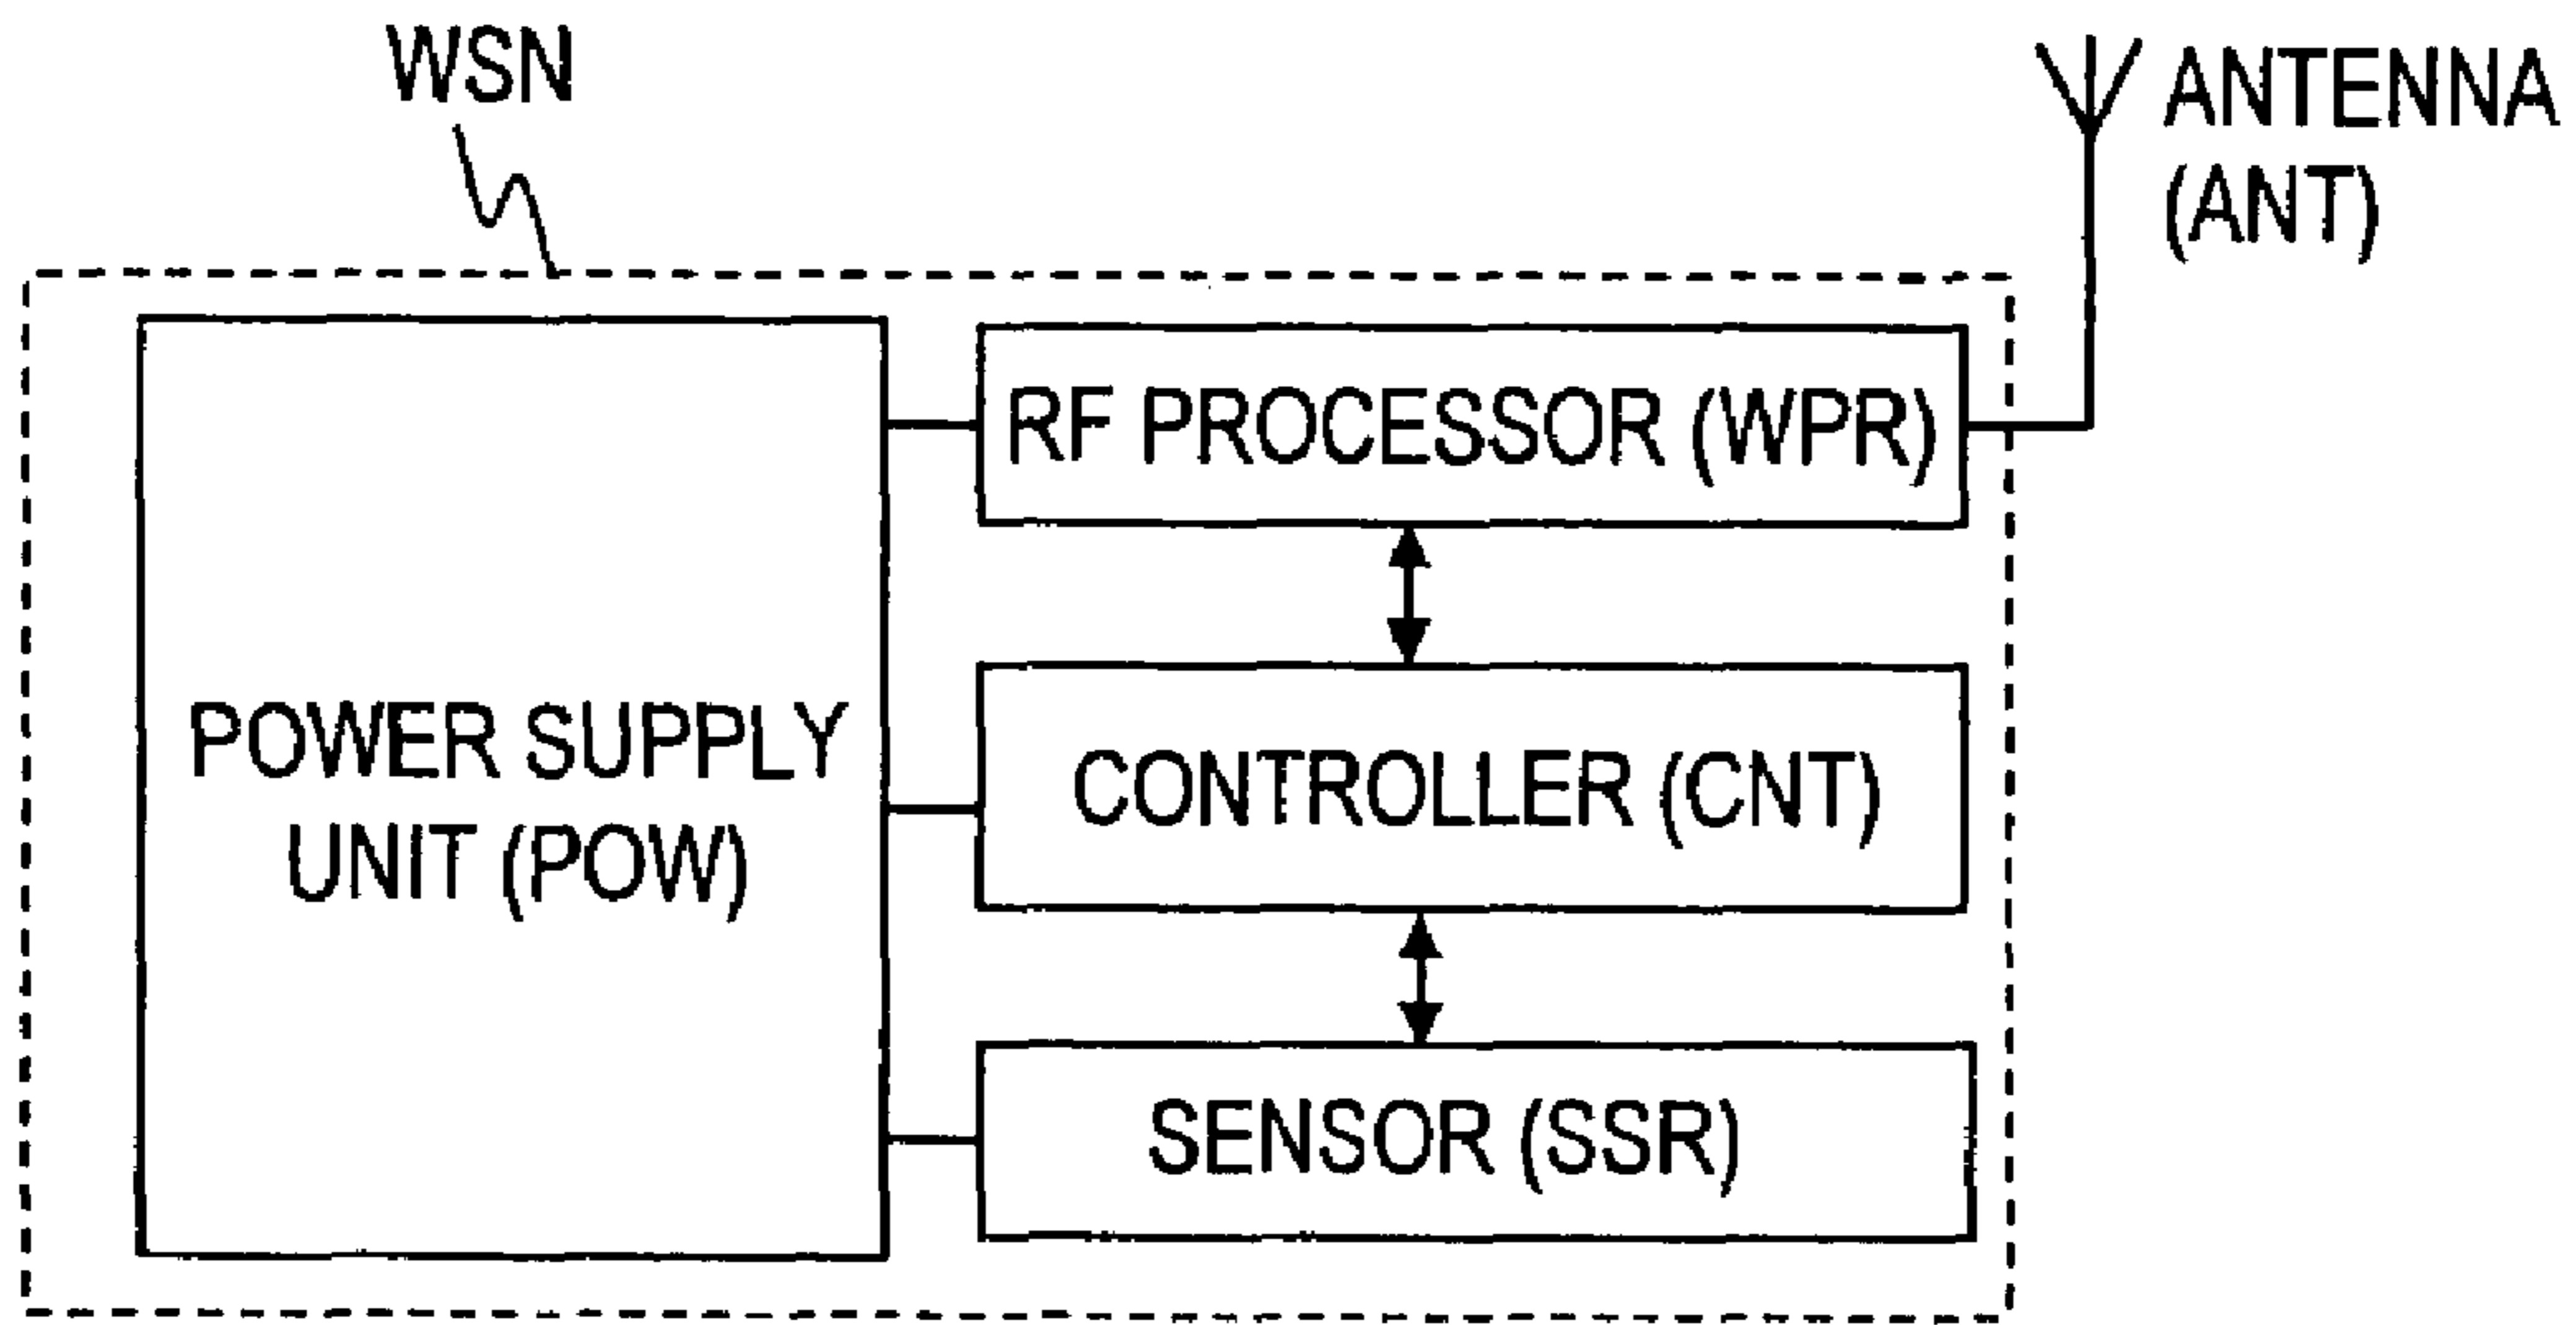 WSN
ANTENNA
(ANT)
RF PROCESSOR (WPR)
POWER SUPPLY
UNIT (POW)
CONTROLLER (CNT)
SENSOR (SSR)